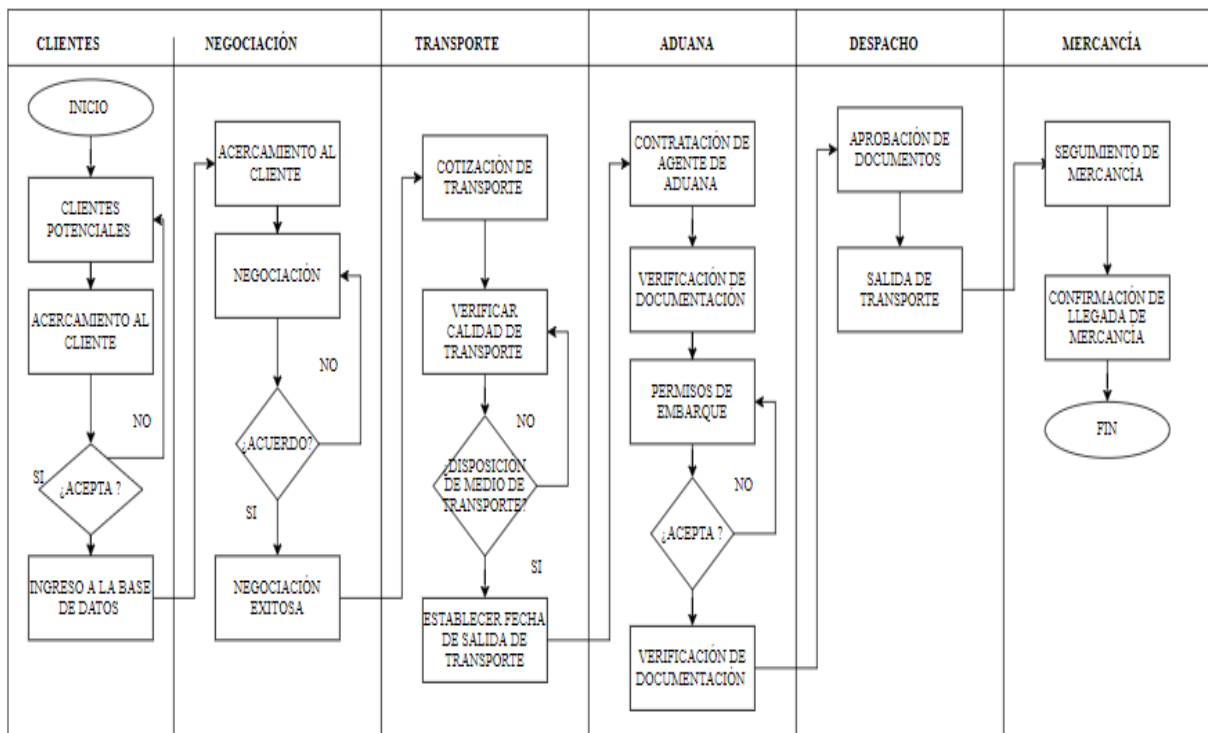 CLIENTES
NEGOCIACIÓN
TRANSPORTE
ADUANA
DESPACHO
MERCANCÍA
INICIO
CLIENTES
POTENCIALES
ACERCAMIENTO AL
CLIENTE
NO
SI
¿ACEPTA ?
INGRESO A LA BASE
DE DATOS
ACERCAMIENTO AL
CLIENTE
NEGOCIACIÓN
NO
¿ACUERDO?
SI
NEGOCIACIÓN
EXITOSA
COTIZACIÓN DE
TRANSPORTE
VERIFICAR
CALIDAD DE
TRANSPORTE
NO
¿DISPOSICIÓN
DE MEDIO DE
TRANSPORTE?
SI
ESTABLECER FECHA
DE SALIDA DE
TRANSPORTE
CONTRATACIÓN DE
AGENTE DE
ADUANA
VERIFICACIÓN DE
DOCUMENTACIÓN
PERMISOS DE
EMBARQUE
NO
¿ACEPTA ?
VERIFICACIÓN DE
DOCUMENTACIÓN
APROBACIÓN DE
DOCUMENTOS
SALIDA DE
TRANSPORTE
SEGUIMIENTO DE
MERCANCÍA
CONFIRMACIÓN DE
LLEGADA DE
MERCANCÍA
FIN